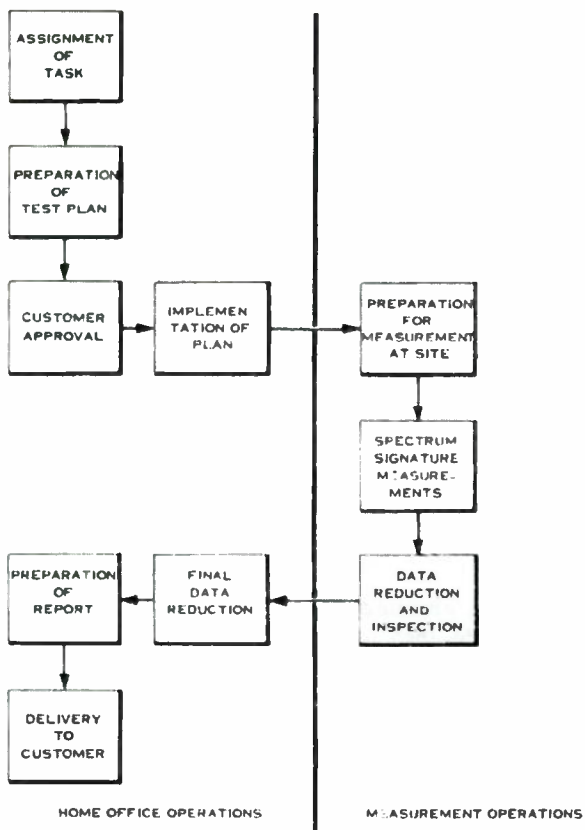 ASSIGNMENT
OF
TASK
PREPARATION
OF
TEST PLAN
CUSTOMER
APPROVAL
IMPLEMEN
TATION OF
PLAN
PREPARATION
FOR
MEASUREMENT
AT SITE
SPECTRUM
SIGNATURE
MEASURE-
MENTS
DATA
REDUCTION
AND
INSPECTION
FINAL
DATA
REDUCTION
PREPARATION
OF
REPORT
DELIVERY
TO
CUSTOMER
HOME OFFICE OPERATIONS
MEASUREMENT OPERATIONS